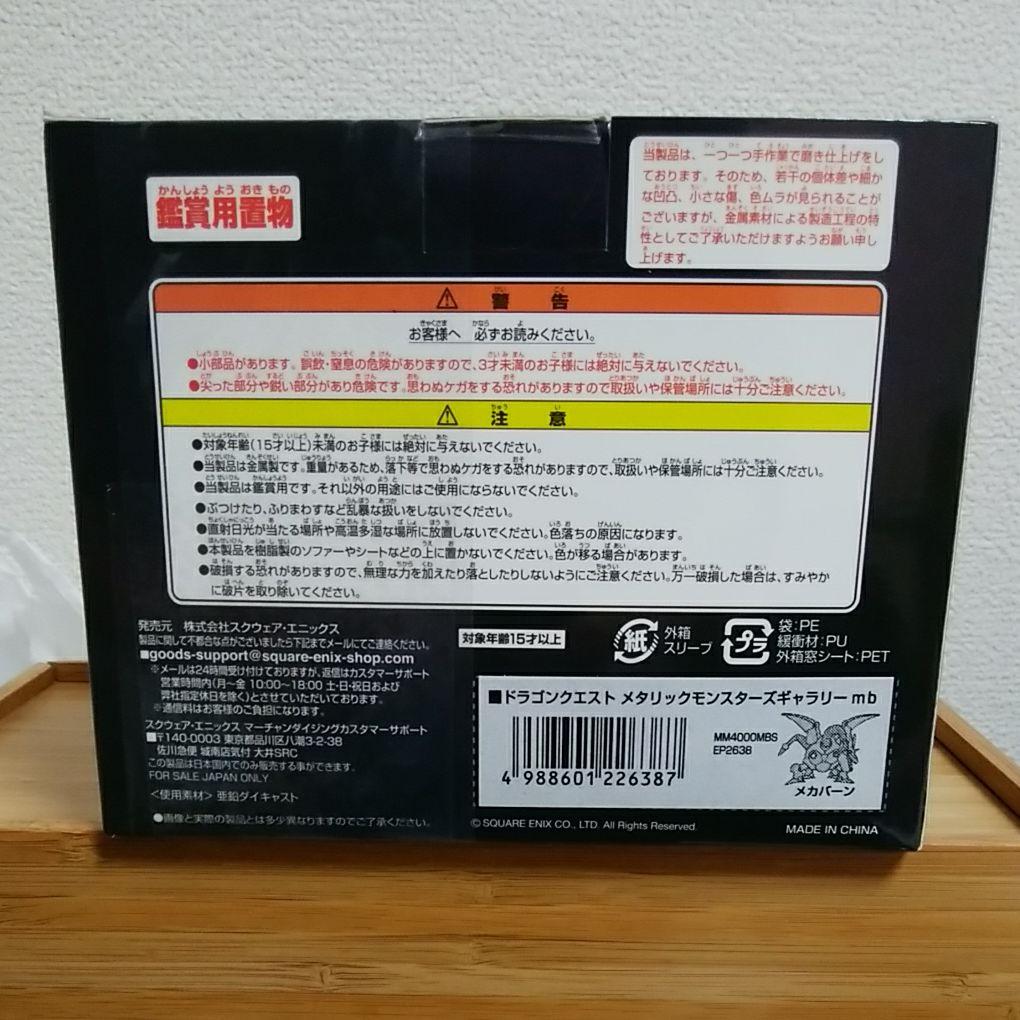 かんしょう よう おき もの
鑑賞用置物
当製品は、一つ一つ手作業で磨き仕上げをし
ております。そのため、若干の個体差や細か
な凹凸、小さな傷、色ムラが見られることが
ございますが、金属素材による製造工程の特
性としてご了承いただけますようお願い申し
上げます。
⚠ 警告
お客様へ 必ずお読みください。
●小部品があります。誤飲・窒息の危険がありますので、3才未満のお子様には絶対に与えないでください。
●尖った部分や鋭い部分があり危険です。思わぬケガをする恐れがありますので取扱いや保管場所には十分ご注意ください。
⚠ 注意
●対象年齢(15才以上)未満のお子様には絶対に与えないでください。
●当製品は金属製です。重量があるため、落下等で思わぬケガをする恐れがありますので、取扱いや保管場所には十分ご注意ください。
●当製品は鑑賞用です。それ以外の用途にはご使用にならないでください。
●ぶつけたり、ふりまわすなど乱暴な扱いをしないでください。
●直射日光が当たる場所や高温多湿な場所に放置しないでください。色落ちの原因になります。
●本製品を樹脂製のソファーやシートなどの上に置かないでください。色が移る場合があります。
●破損する恐れがありますので、無理な力を加えたり落としたりしないようにご注意ください。万一破損した場合は、すみやか
に破片を取り除いてください。
発売元 株式会社スクウェア・エニックス
製品に関して不都合な点がございましたら下記までメールにてご連絡ください。
■goods-support@square-enix-shop.com
※メールは24時間受け付けておりますが、返信はカスタマーサポート
営業時間内(月~金 10:00~18:00 土・日・祝日および
弊社指定休日を除く)とさせていただいております。
※通信料はお客様のご負担になります。
スクウェア・エニックス マーチャンダイジングカスタマーサポート
■〒140-0003 東京都品川区八潮3-2-38
佐川急便 城南店気付 大井SRC
この製品は日本国内でのみ販売する事ができます。
FOR SALE JAPAN ONLY
<使用素材> 亜鉛ダイキャスト
●画像と実際の製品とは多少異なりますのでご了承ください。
対象年齢15才以上
紙
外箱
スリーブ
プラ
袋:PE
緩衝材:PU
外箱窓シート:PET
■ドラゴンクエスト メタリックモンスターズギャラリー mb
MM4000MBS
EP2638
4 988601 226387
メカバーン
©SQUARE ENIX CO., LTD. All Rights Reserved.
MADE IN CHINA